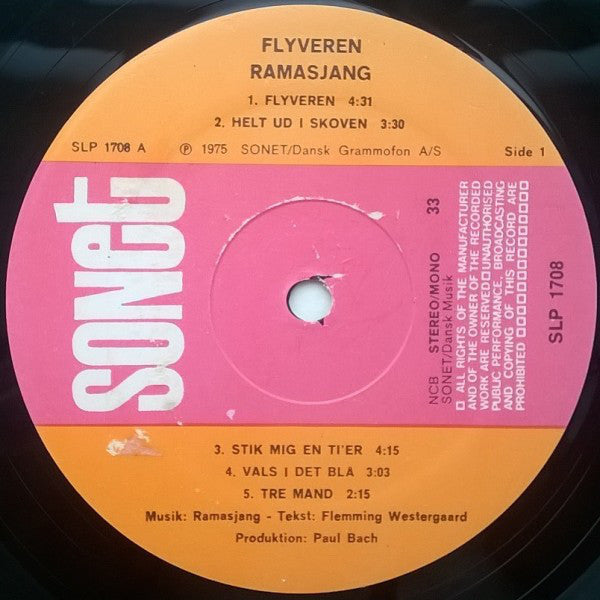 FLYVEREN
RAMASJANG
1. FLYVEREN 4:31
2. HELT UD I SKOVEN 3:30
SLP 1708 A ℗ 1975 SONET/Dansk Grammofon A/S Side 1
sonet
NCB STEREO/MONO 33
SONET/Dansk Musik
□ ALL RIGHTS OF THE MANUFACTURER
AND OF THE OWNER OF THE RECORDED
WORK ARE RESERVED□UNAUTHORISED
PUBLIC PERFORMANCE, BROADCASTING
AND COPYING OF THIS RECORD ARE
PROHIBITED □□□□□□□□□□□□□
SLP 1708
3. STIK MIG EN TI'ER 4:15
4. VALS I DET BLÅ 3:03
5. TRE MAND 2:15
Musik: Ramasjang - Tekst: Flemming Westergaard
Produktion: Paul Bach